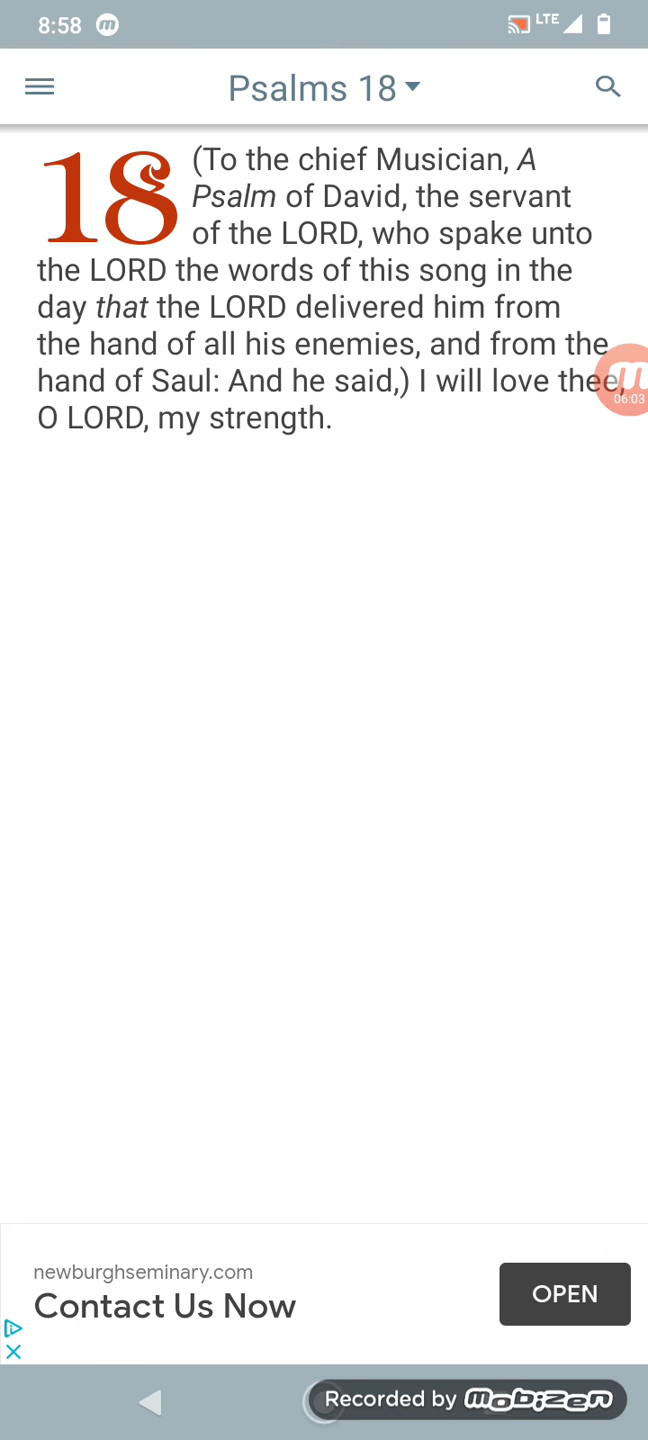 8:58 m LTE
Psalms 18
18 (To the chief Musician, A
Psalm of David, the servant
of the LORD, who spake unto
the LORD the words of this song in the
day that the LORD delivered him from
the hand of all his enemies, and from the
hand of Saul: And he said,) I will love thee,
O LORD, my strength.
m
06:03
newburghseminary.com
Contact Us Now
OPEN
Recorded by mobizen